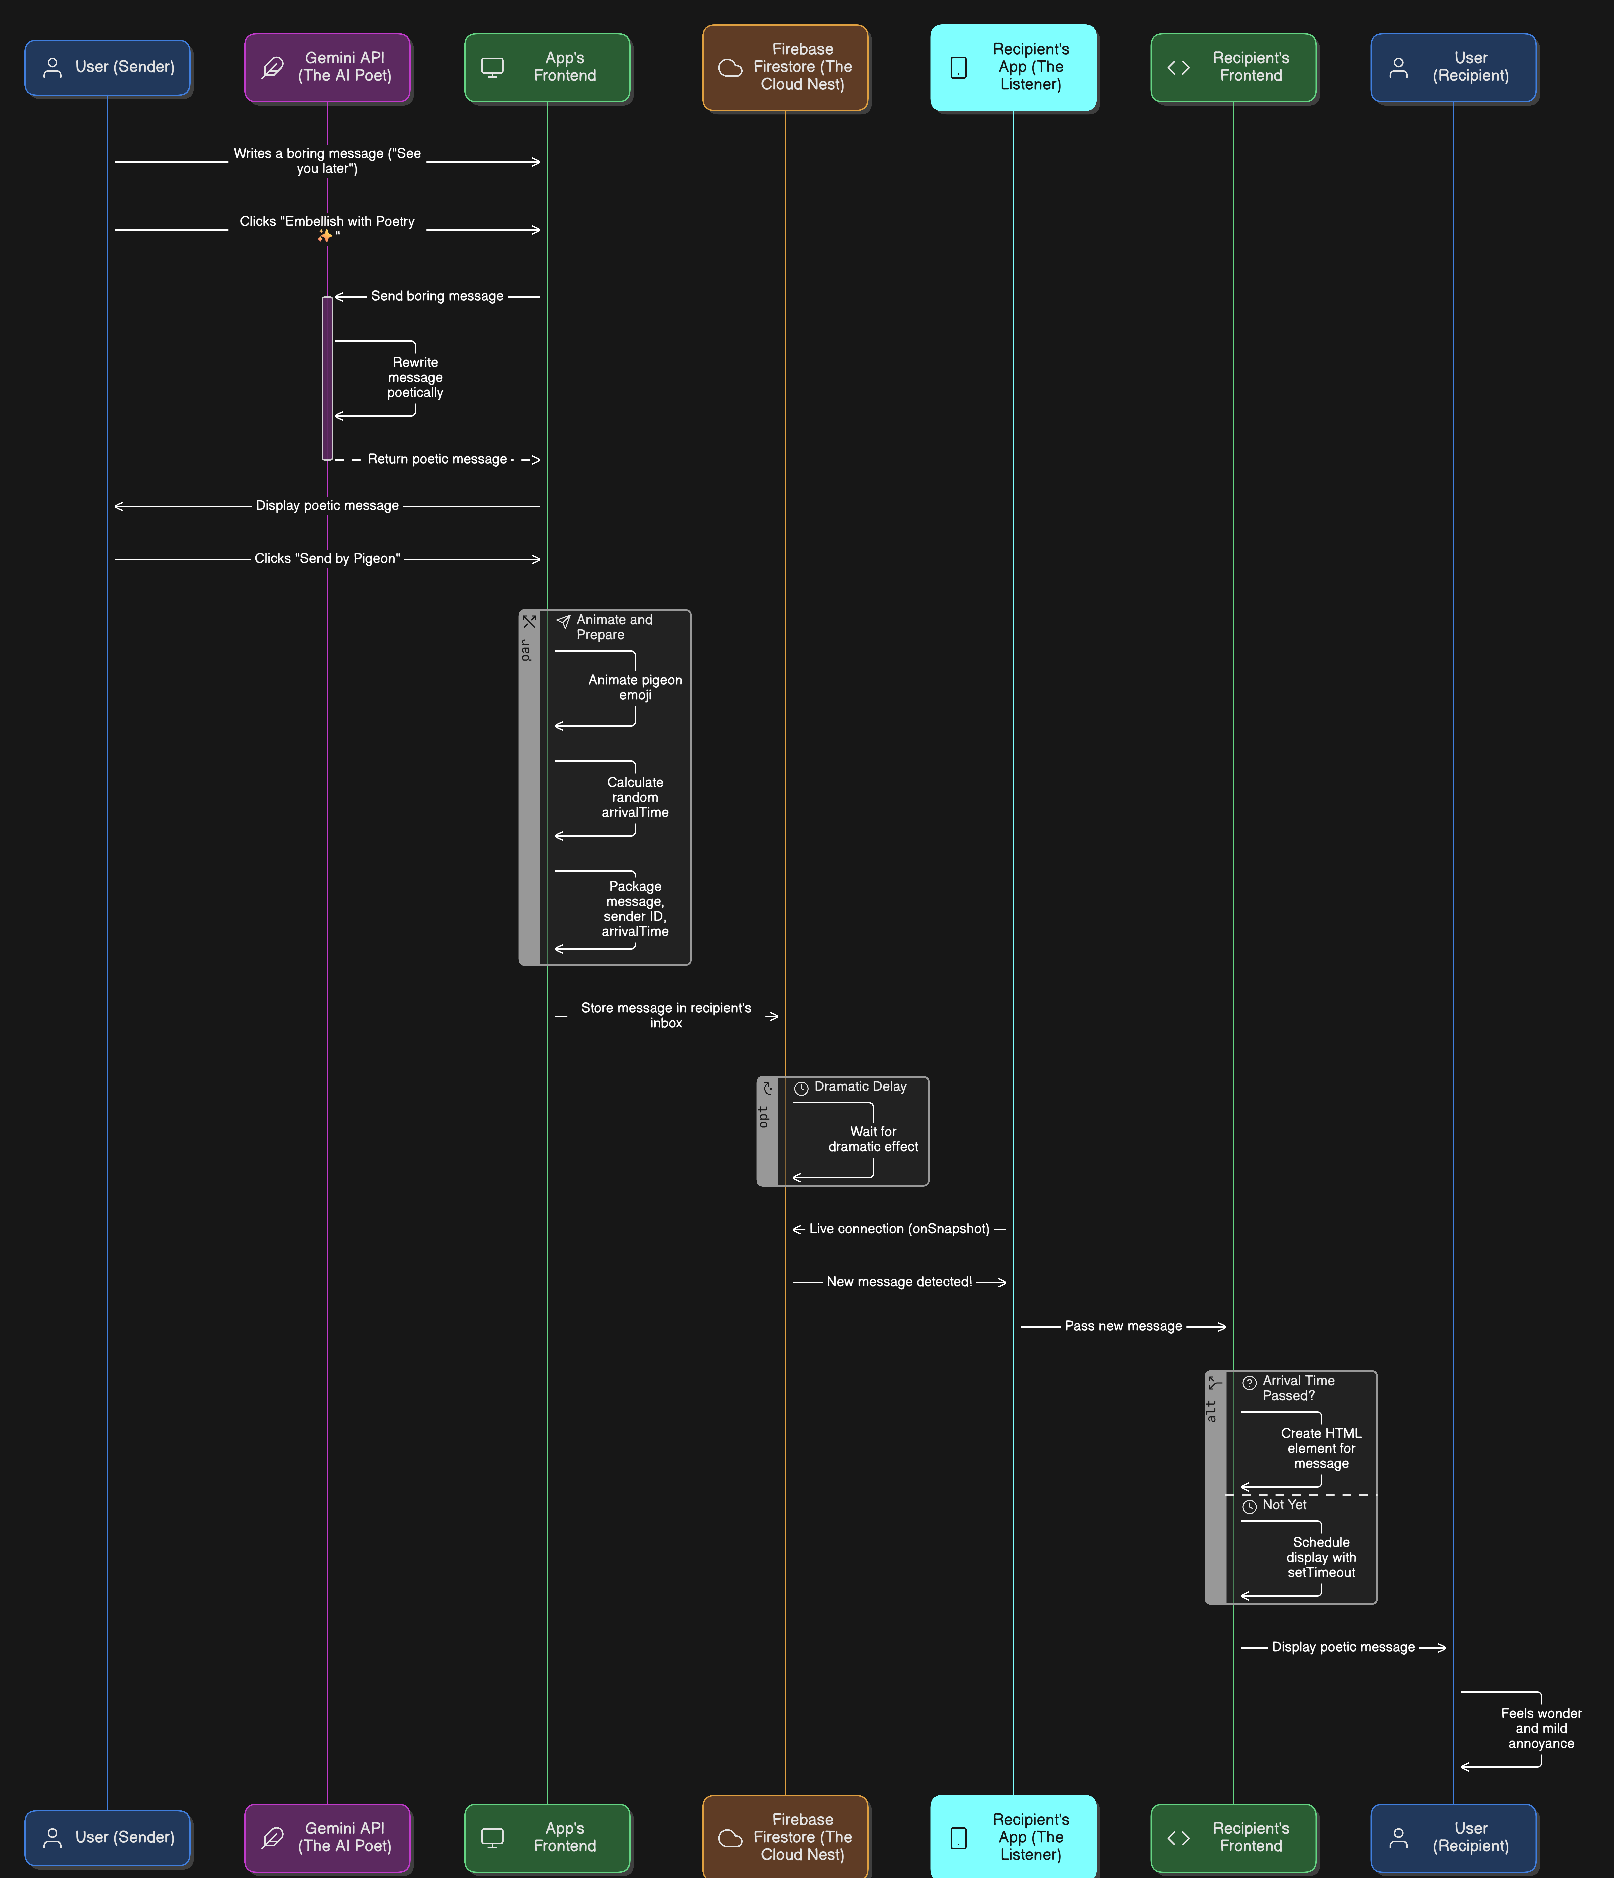 User (Sender)
Gemini API
(The AI Poet)
App's
Frontend
Firebase
Firestore (The
Cloud Nest)
Recipient's
App (The
Listener)
Recipient's
Frontend
User
(Recipient)
Writes a boring message ("See
you later")
Clicks "Embellish with Poetry
✨"
Send boring message
Rewrite
message
poetically
Return poetic message
Display poetic message
Clicks "Send by Pigeon"
par
Animate and
Prepare
Animate pigeon
emoji
Calculate
random
arrivalTime
Package
message,
sender ID,
arrivalTime
Store message in recipient's
inbox
opt
Dramatic Delay
Wait for
dramatic effect
Live connection (onSnapshot)
New message detected!
Pass new message
alt
Arrival Time
Passed?
Create HTML
element for
message
Not Yet
Schedule
display with
setTimeout
Display poetic message
Feels wonder
and mild
annoyance
User (Sender)
Gemini API
(The AI Poet)
App's
Frontend
Firebase
Firestore (The
Cloud Nest)
Recipient's
App (The
Listener)
Recipient's
Frontend
User
(Recipient)